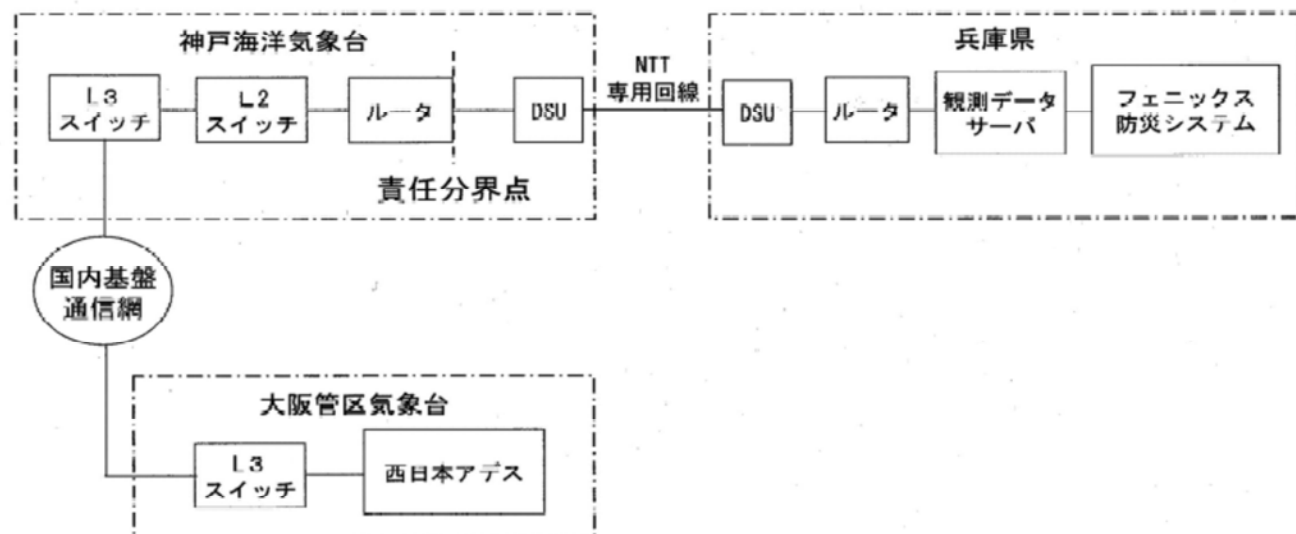 神戸海洋気象台
兵庫県
L3
スイッチ
L2
スイッチ
ルータ
DSU
NTT
専用回線
DSU
ルータ
観測データ
サーバ
フェニックス
防災システム
責任分界点
国内基盤
通信網
大阪管区気象台
L3
スイッチ
西日本アデス